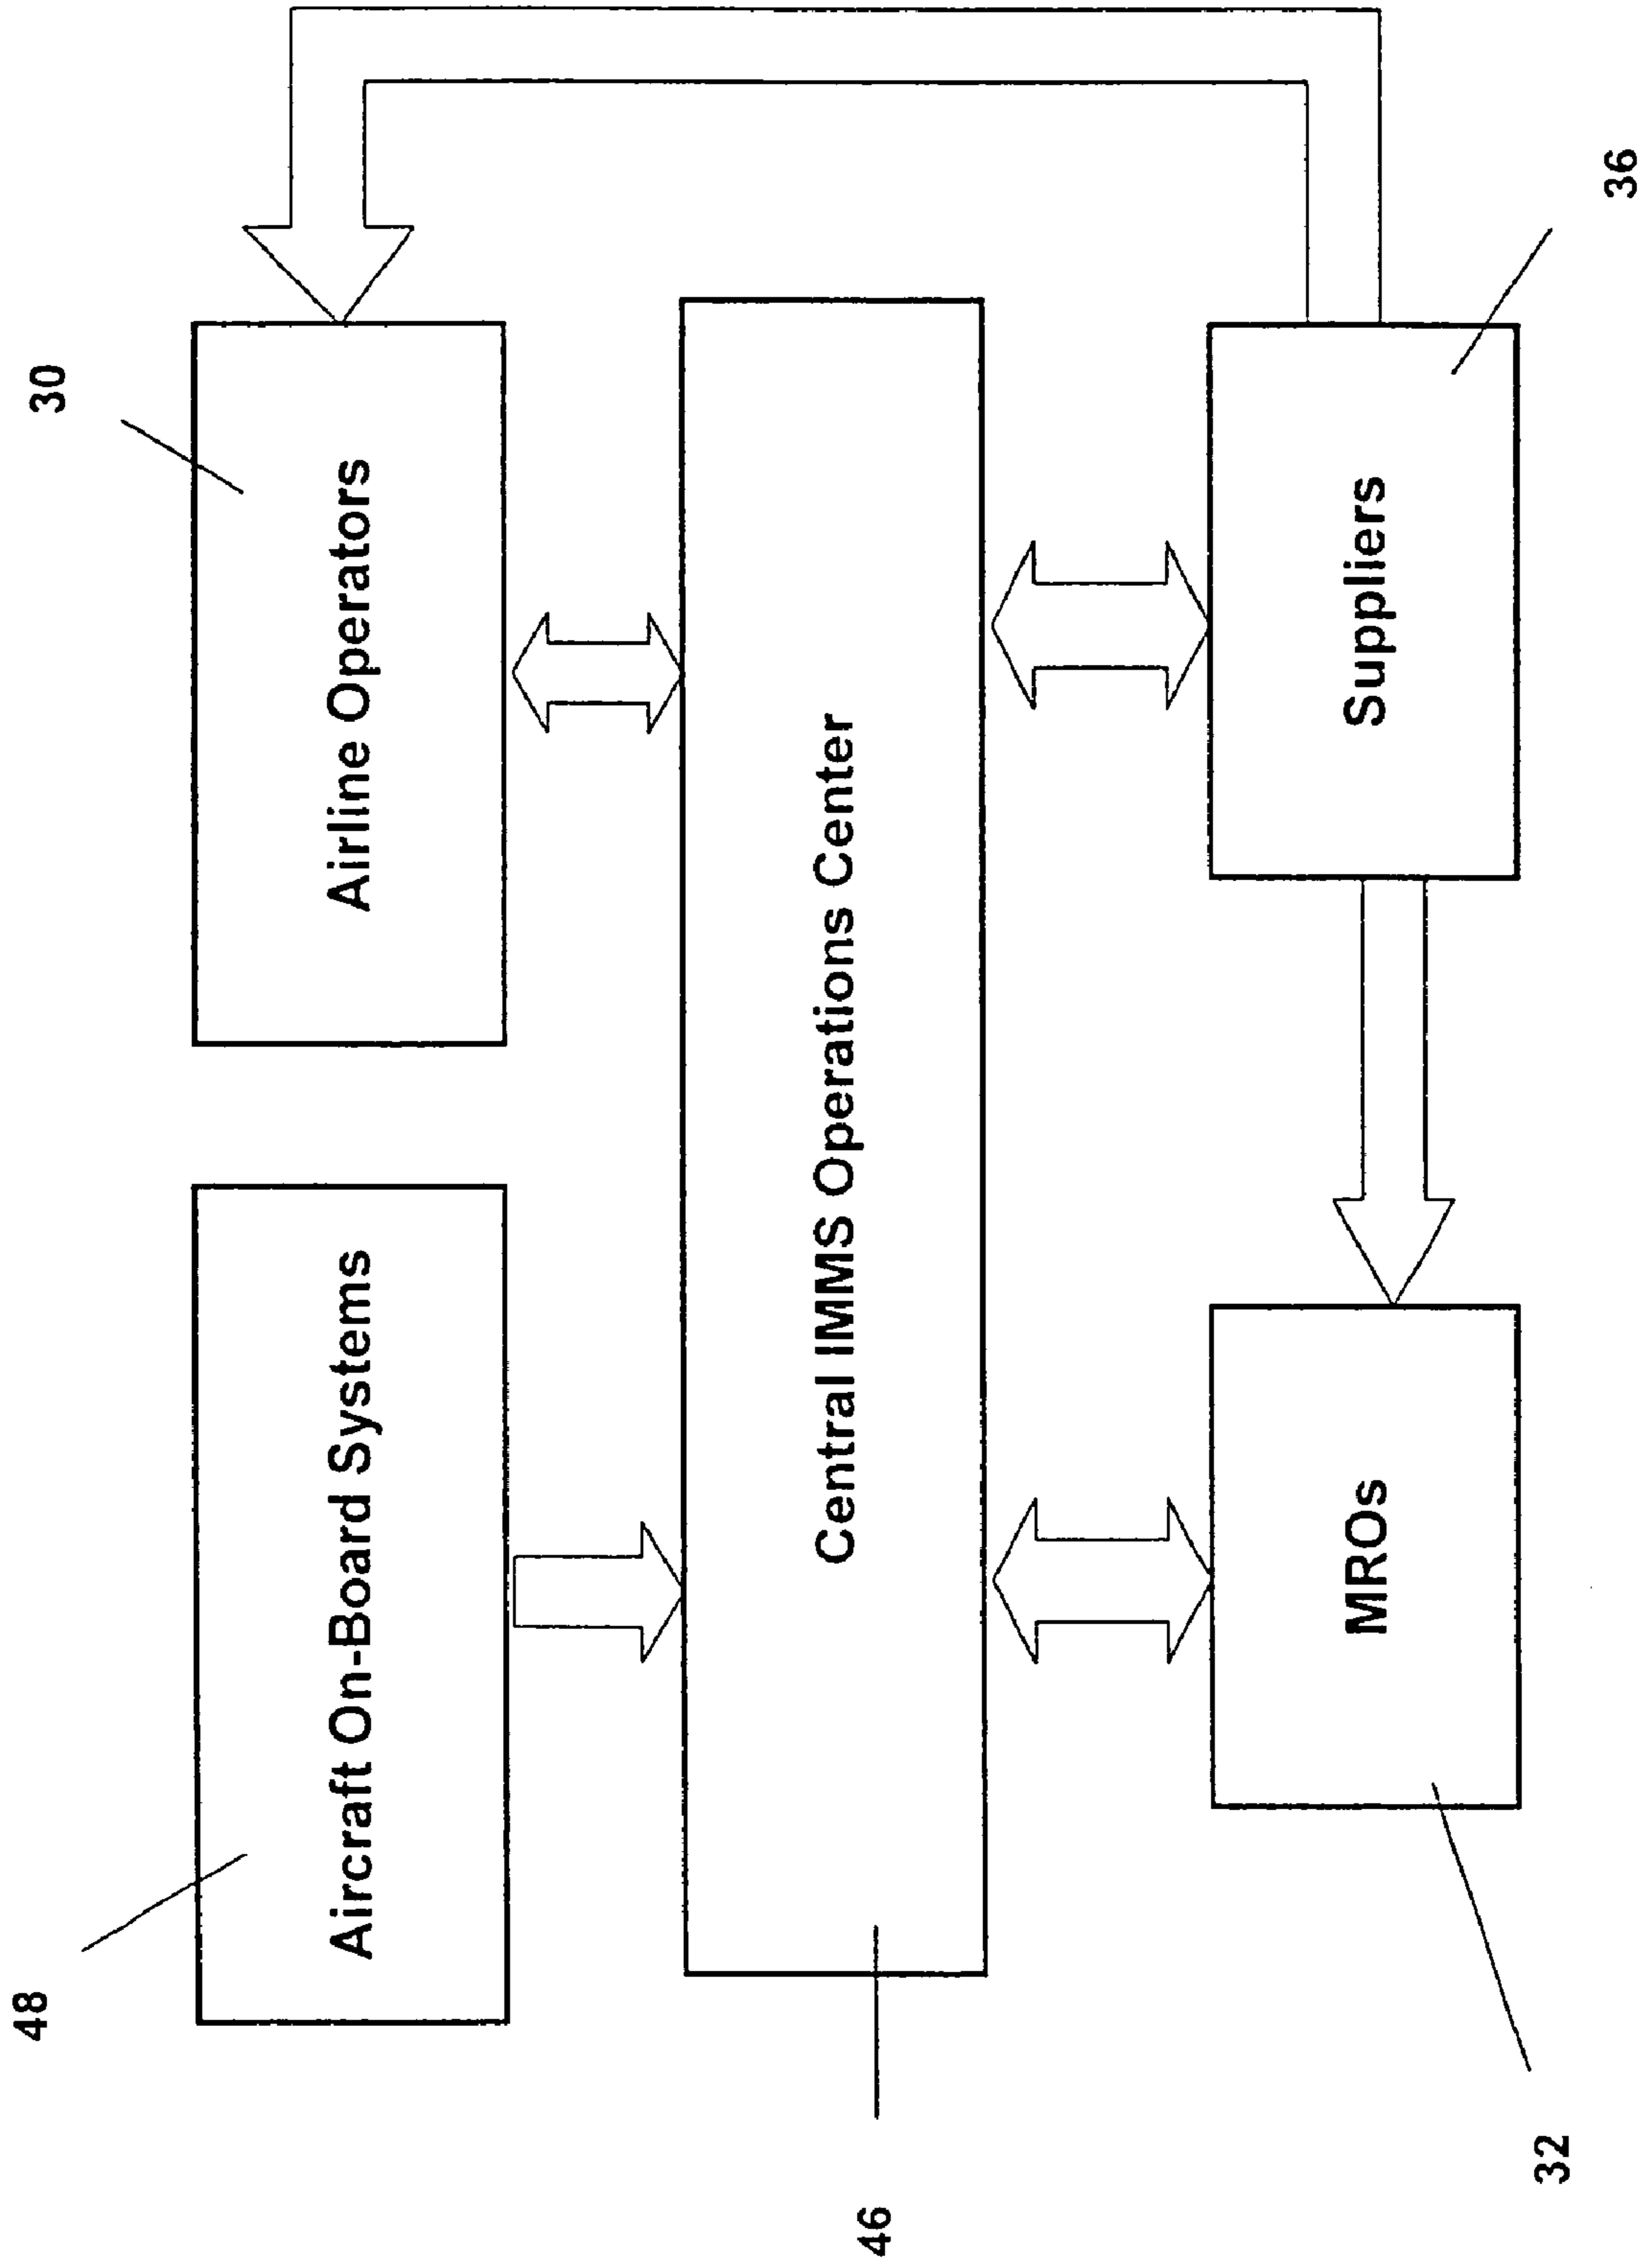 48
Aircraft On-Board Systems
30
Airline Operators
46
Central IMMS Operations Center
32
MROs
Suppliers
36